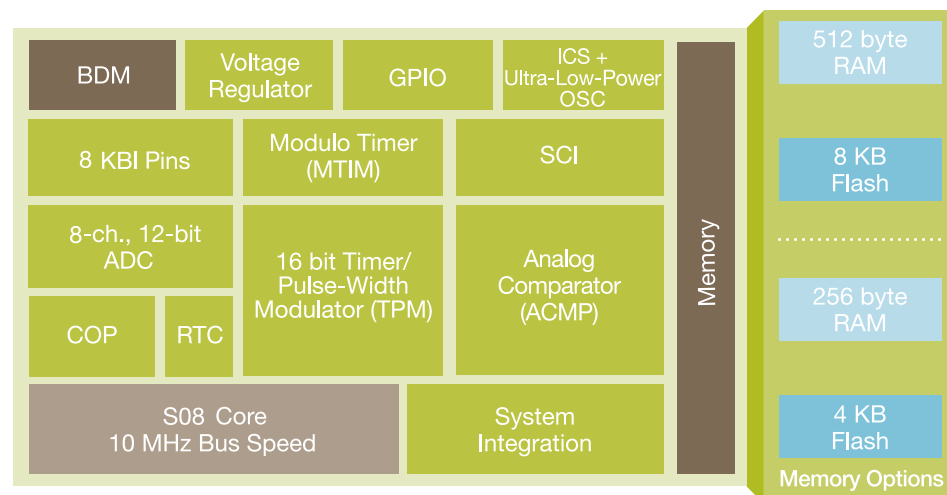 BDM
Voltage
Regulator
GPIO
ICS +
Ultra-Low-Power
OSC
8 KBI Pins
Modulo Timer
(MTIM)
SCI
8-ch., 12-bit
ADC
16 bit Timer/
Pulse-Width
Modulator (TPM)
Analog
Comparator
(ACMP)
COP
RTC
S08 Core
10 MHz Bus Speed
System
Integration
Memory
512 byte
RAM
8 KB
Flash
256 byte
RAM
4 KB
Flash
Memory Options